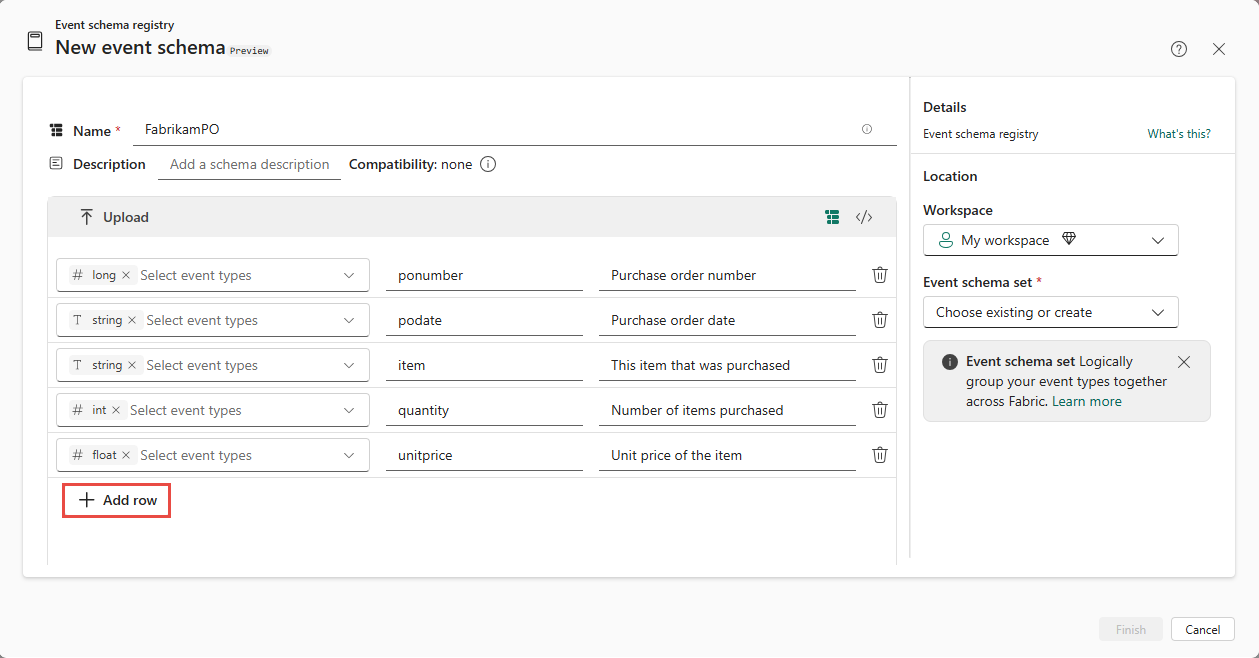 Event schema registry
New event schema Preview
Name * FabrikamPO
Description Add a schema description Compatibility: none
Upload
# long × Select event types ponumber Purchase order number
T string × Select event types podate Purchase order date
T string × Select event types item This item that was purchased
# int × Select event types quantity Number of items purchased
# float × Select event types unitprice Unit price of the item
+ Add row
Details
Event schema registry What's this?
Location
Workspace
My workspace
Event schema set *
Choose existing or create
Event schema set Logically
group your event types together
across Fabric. Learn more
Finish Cancel